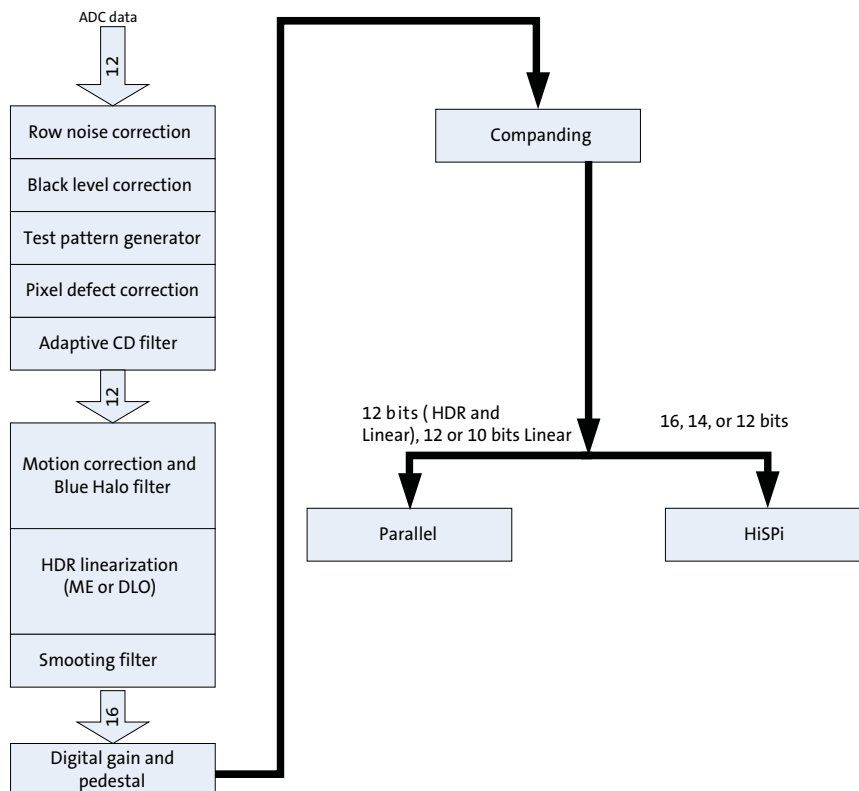 ADC data
12
Row noise correction
Black level correction
Test pattern generator
Pixel defect correction
Adaptive CD filter
12
Motion correction and
Blue Halo filter
HDR linearization
(ME or DLO)
Smooting filter
16
Digital gain and
pedestal
Companding
12 bits ( HDR and
Linear), 12 or 10 bits Linear
16, 14, or 12 bits
Parallel
HiSPi